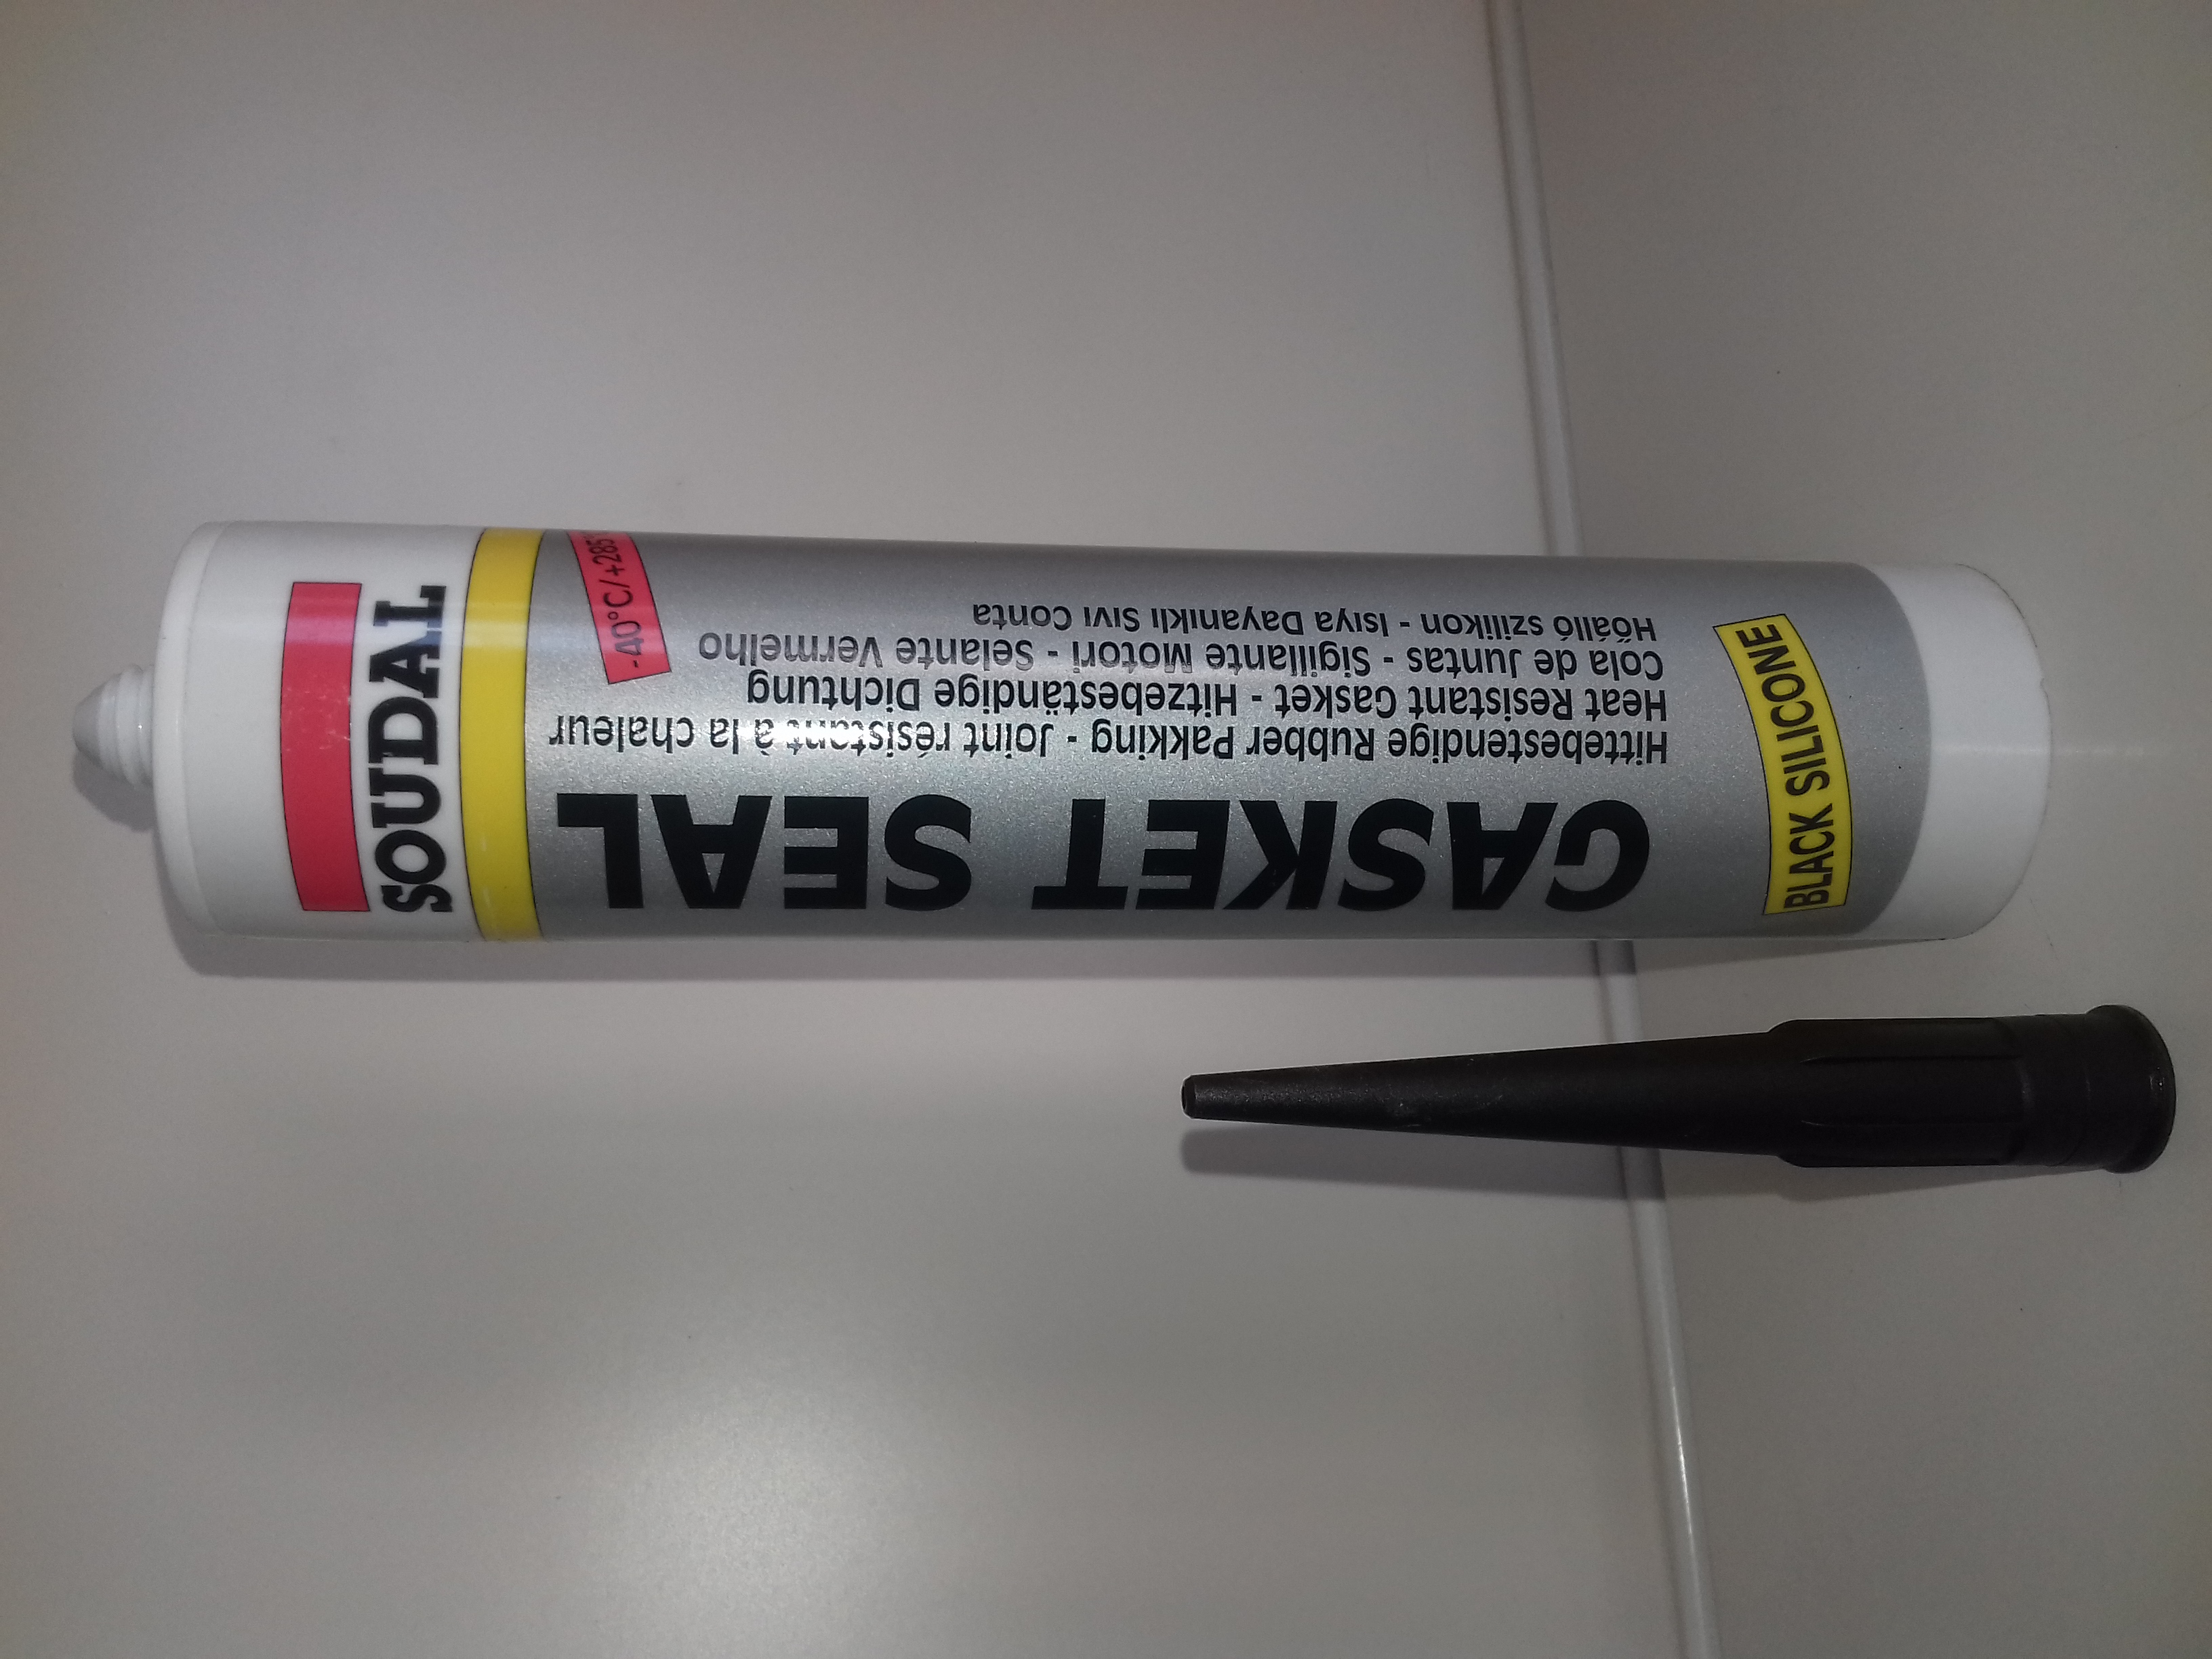 SOUDAL
GASKET SEAL
Hittebestendige Rubber Pakking - Joint résistant à la chaleur
Heat Resistant Gasket - Hitzebeständige Dichtung
Cola de Juntas - Sigillante Motori - Selante Vermelho
Hőálló szilikon - Isıya Dayanıklı Sıvı Conta
-40°C/+285°
BLACK SILICONE